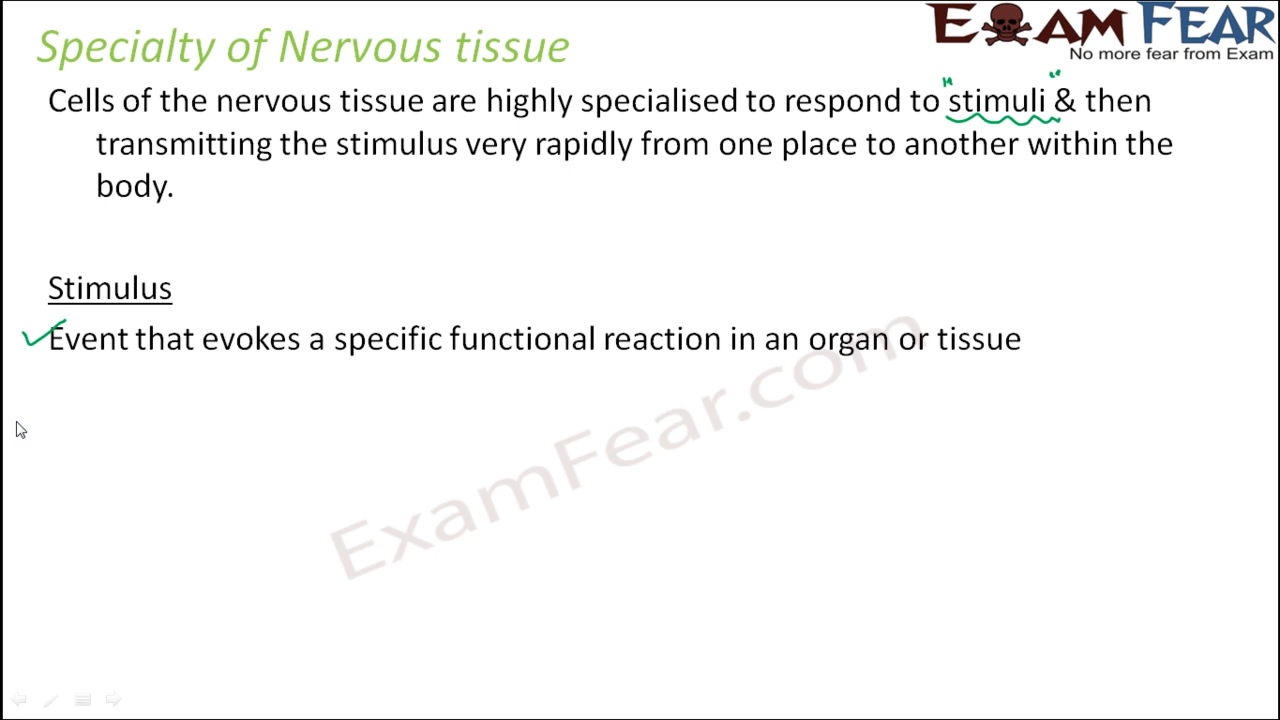 Specialty of Nervous tissue
EXAM FEAR
No more fear from Exam
Cells of the nervous tissue are highly specialised to respond to "stimuli" & then
transmitting the stimulus very rapidly from one place to another within the
body.
Stimulus
Event that evokes a specific functional reaction in an organ or tissue
ExamFear.com